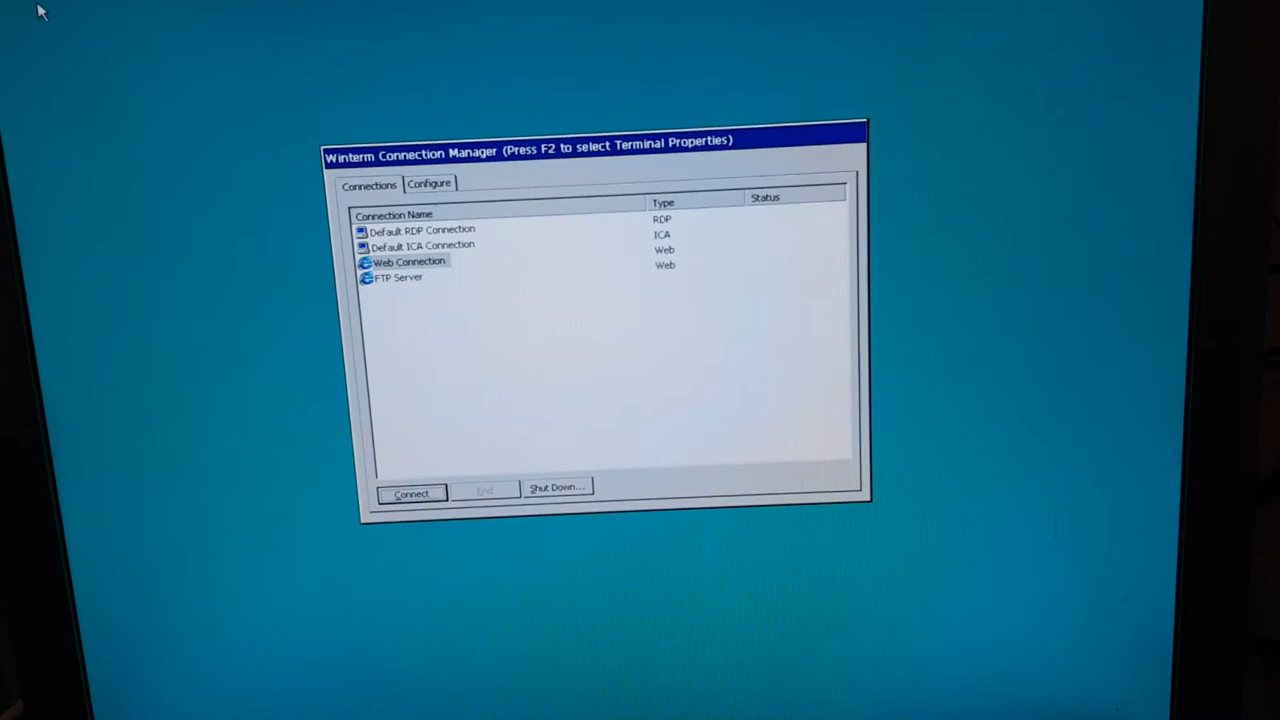 Winterm Connection Manager (Press F2 to select Terminal Properties)
Connections Configure
Connection Name Type Status
Default RDP Connection RDP
Default ICA Connection ICA
Web Connection Web
FTP Server Web
Connect End Shut Down...